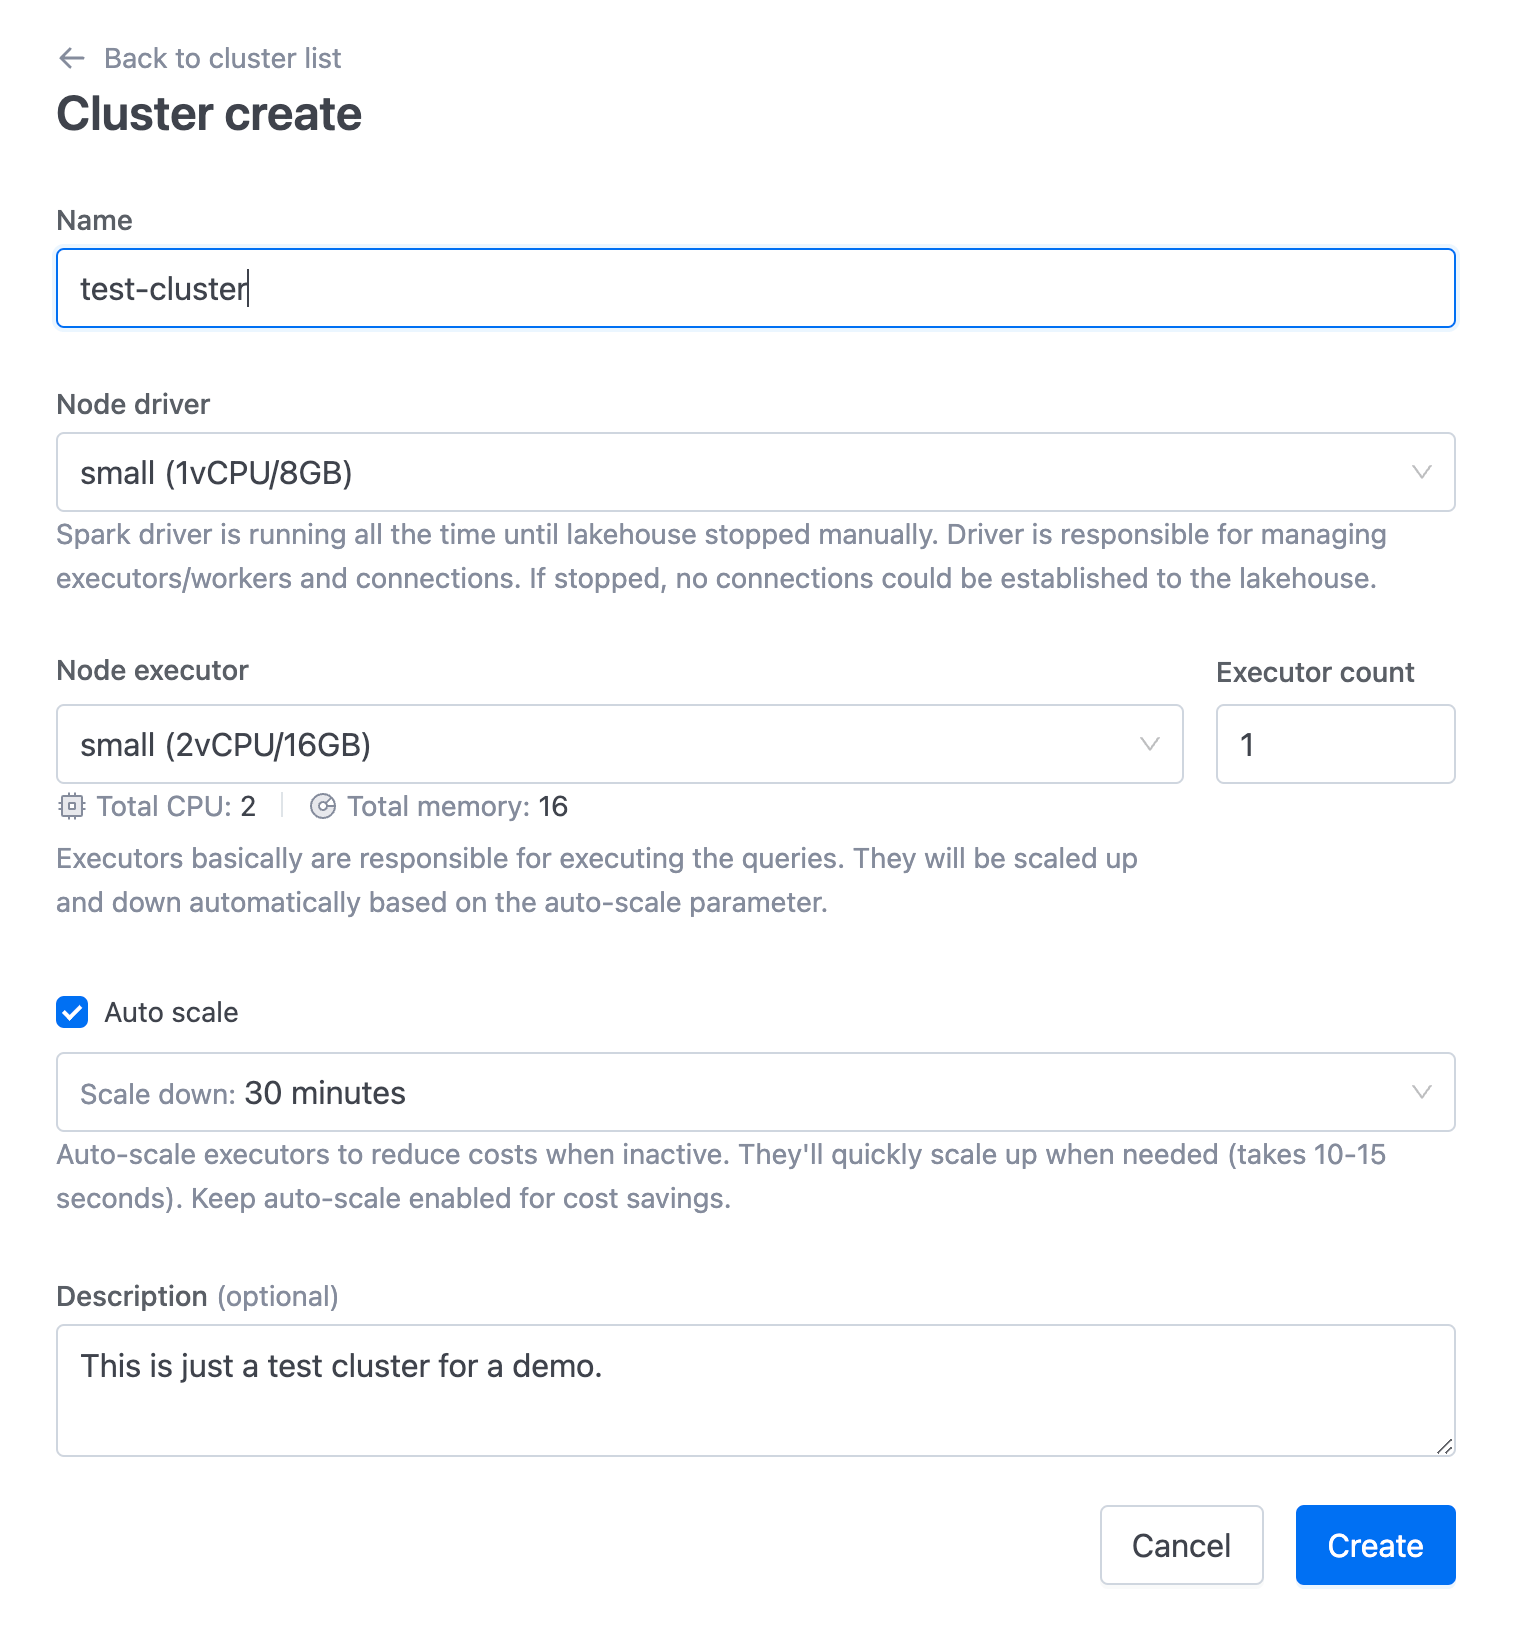 Back to cluster list
Cluster create
Name
test-cluster
Node driver
small (1vCPU/8GB)
Spark driver is running all the time until lakehouse stopped manually. Driver is responsible for managing
executors/workers and connections. If stopped, no connections could be established to the lakehouse.
Node executor
Executor count
small (2vCPU/16GB)
1
Total CPU: 2
Total memory: 16
Executors basically are responsible for executing the queries. They will be scaled up
and down automatically based on the auto-scale parameter.
Auto scale
Scale down: 30 minutes
Auto-scale executors to reduce costs when inactive. They'll quickly scale up when needed (takes 10-15
seconds). Keep auto-scale enabled for cost savings.
Description (optional)
This is just a test cluster for a demo.
Cancel
Create